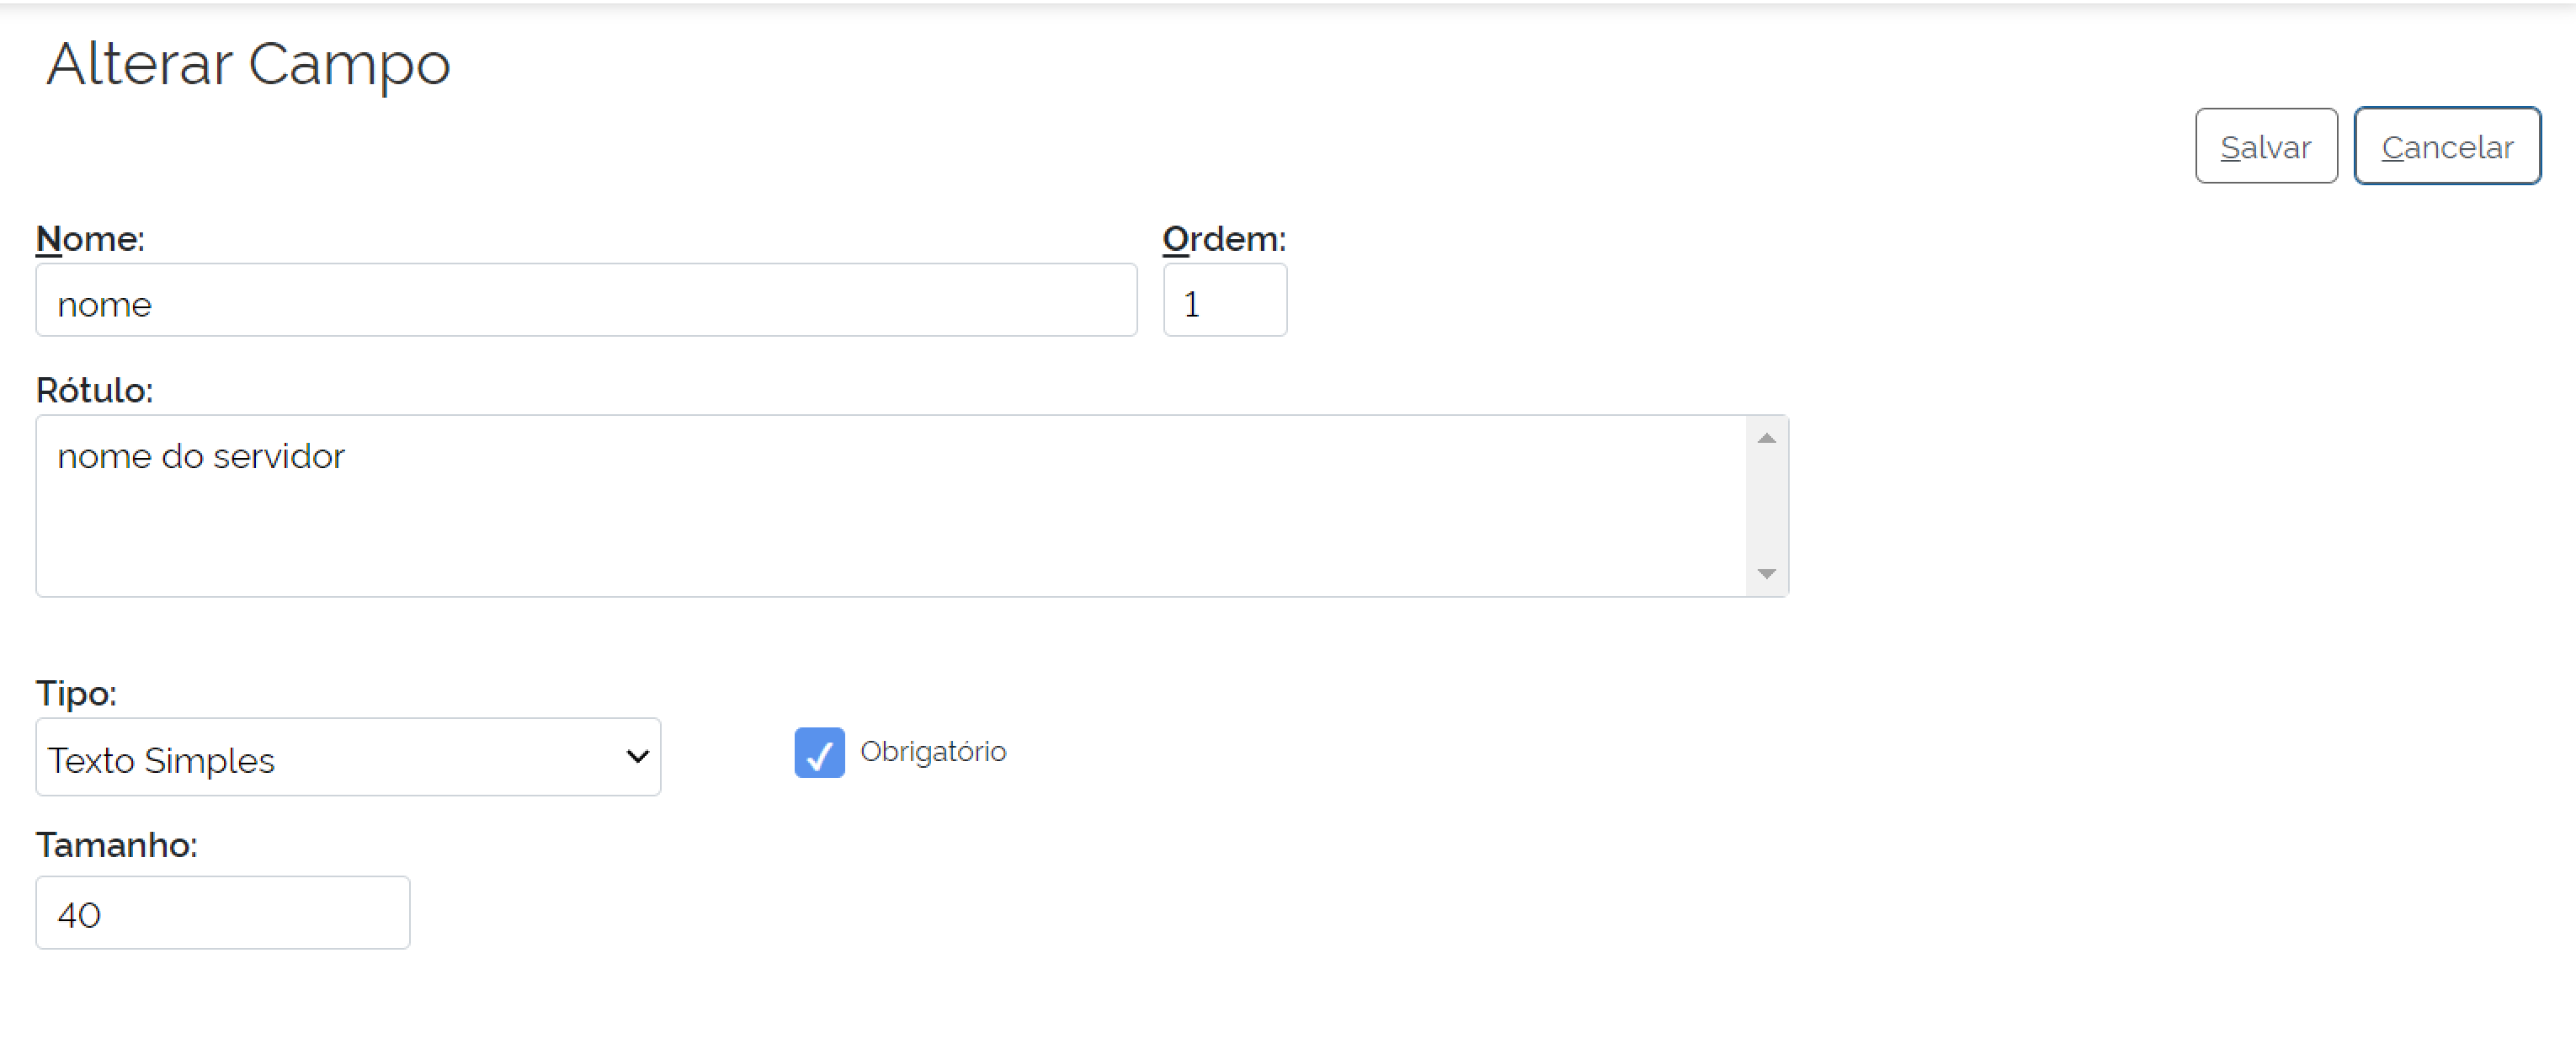 Alterar Campo
Salvar Cancelar
Nome: Ordem:
nome 1
Rótulo:
nome do servidor
Tipo:
Texto Simples Obrigatório
Tamanho:
40